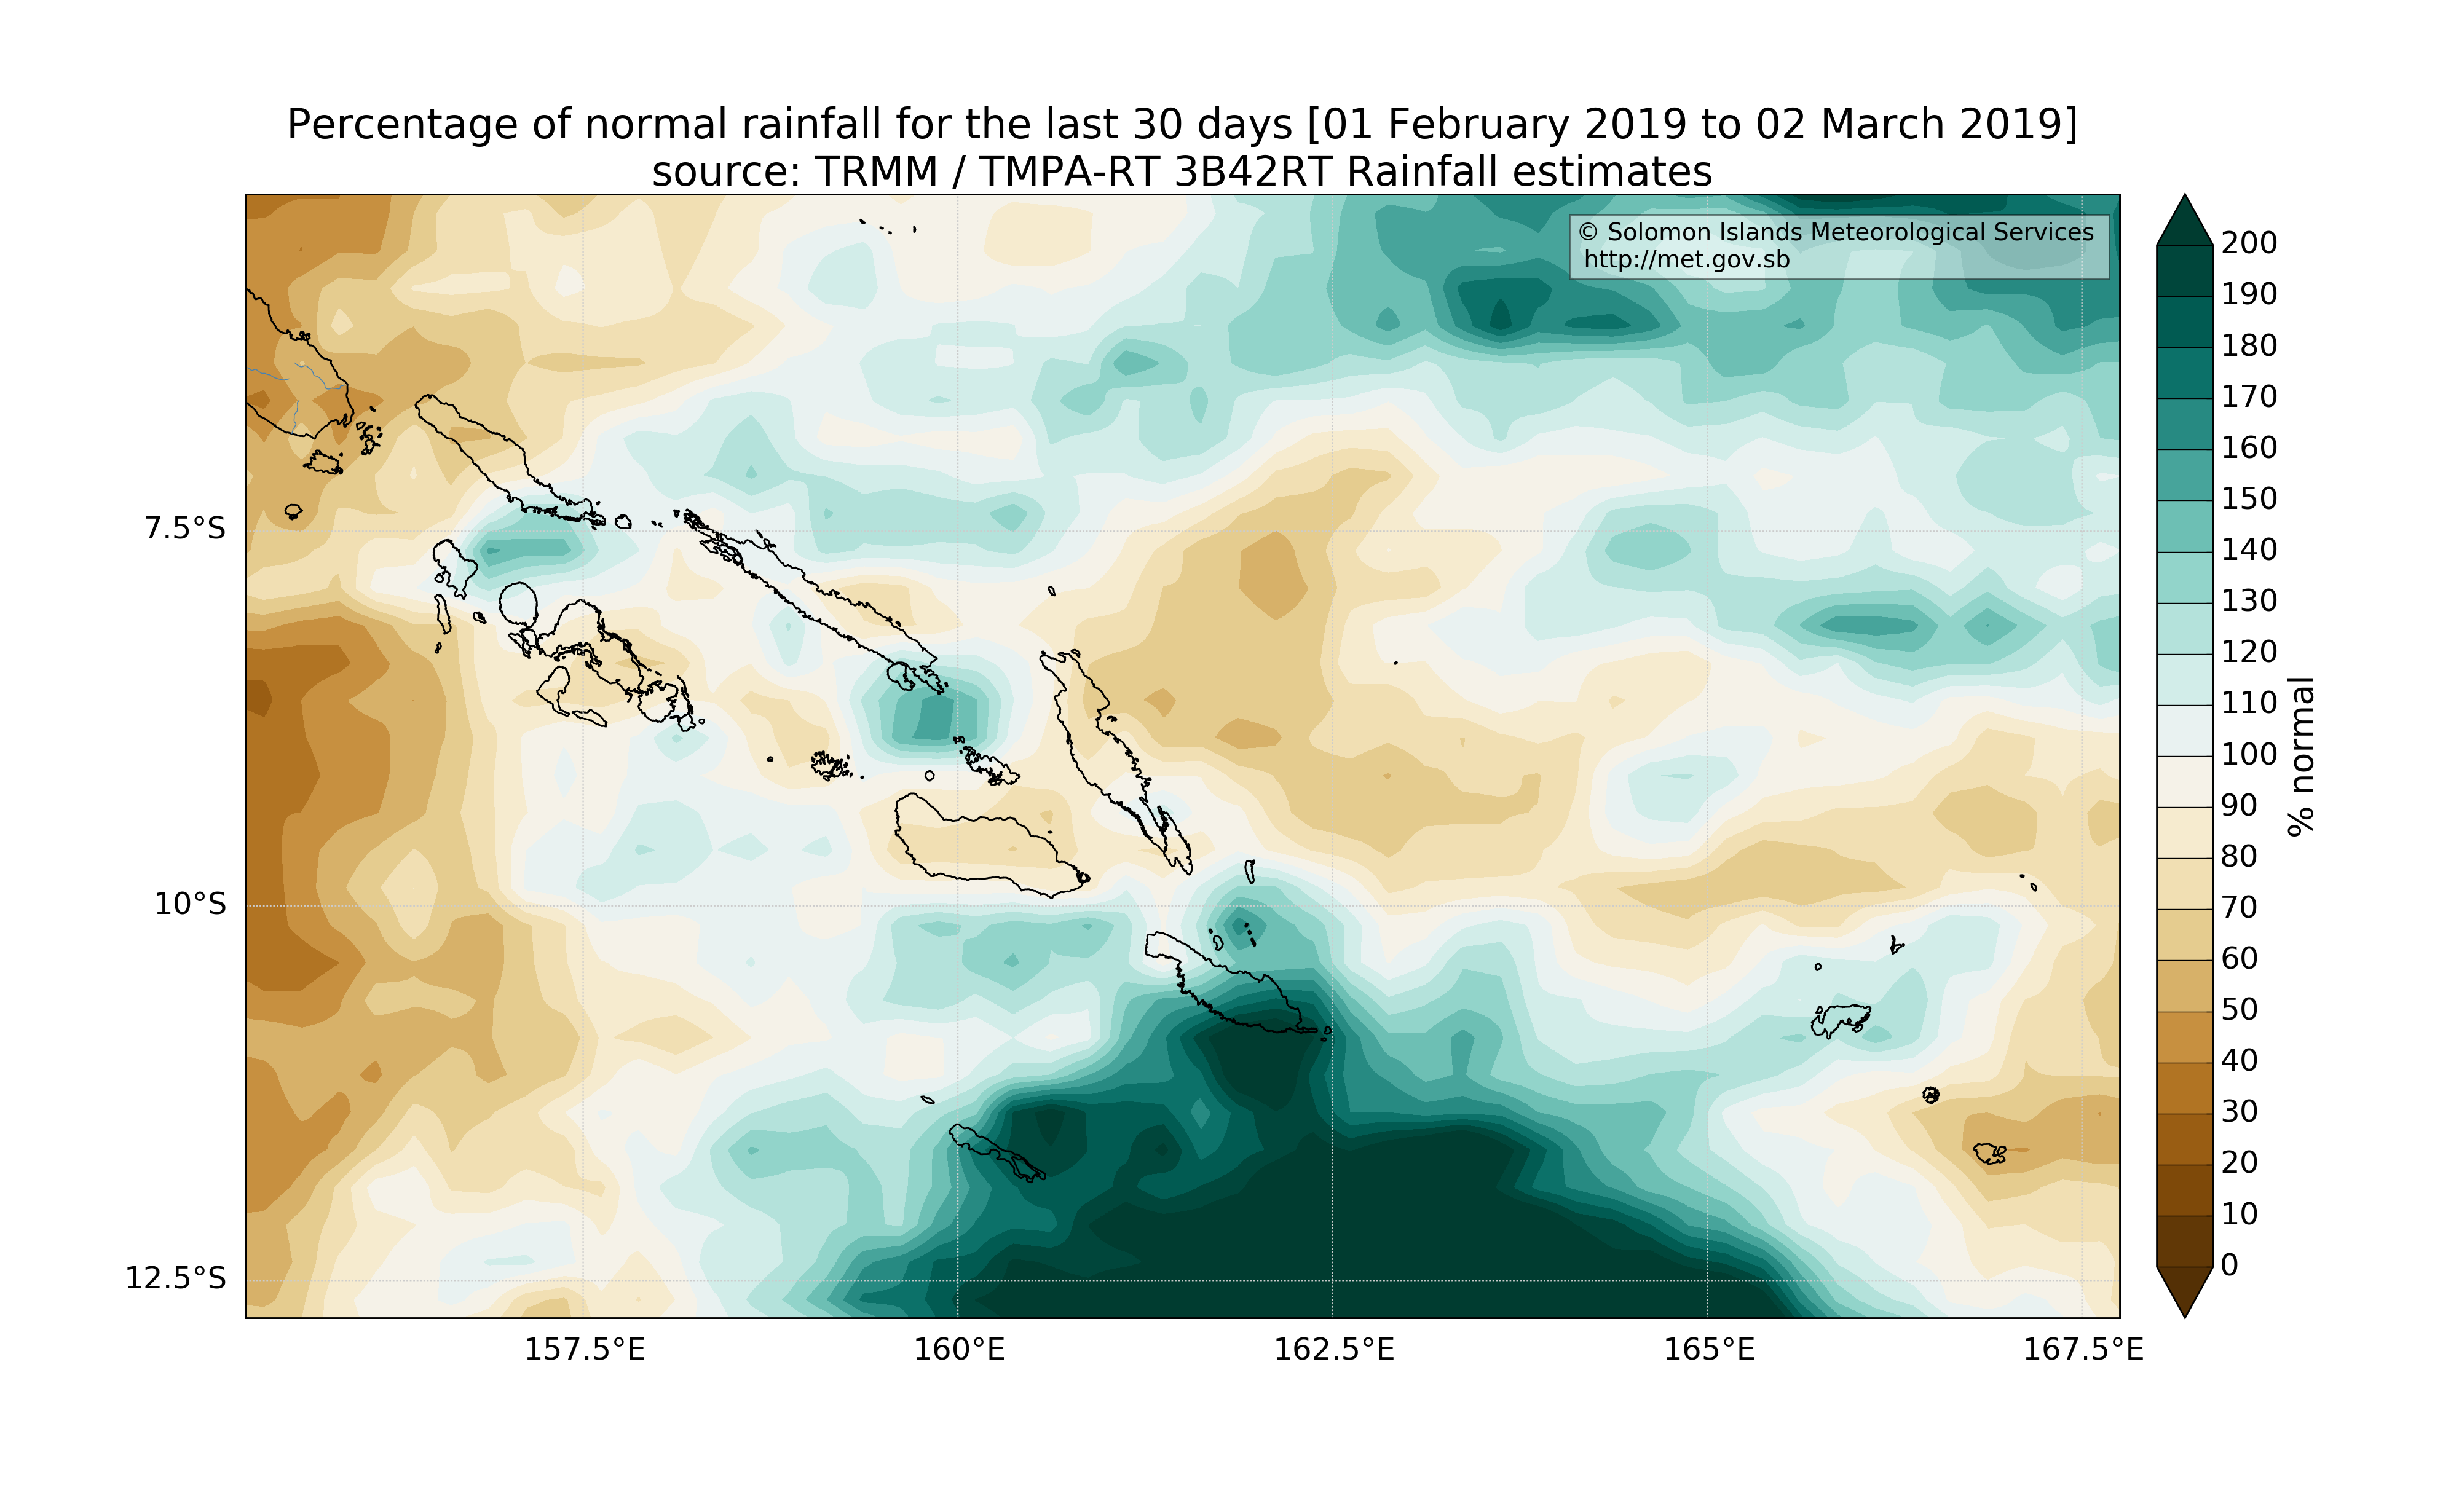 Percentage of normal rainfall for the last 30 days [01 February 2019 to 02 March 2019]
source: TRMM / TMPA-RT 3B42RT Rainfall estimates
© Solomon Islands Meteorological Services
http://met.gov.sb
7.5°S
10°S
12.5°S
157.5°E
160°E
162.5°E
165°E
167.5°E
200
190
180
170
160
150
140
130
120
110
100
90
80
70
60
50
40
30
20
10
0
% normal